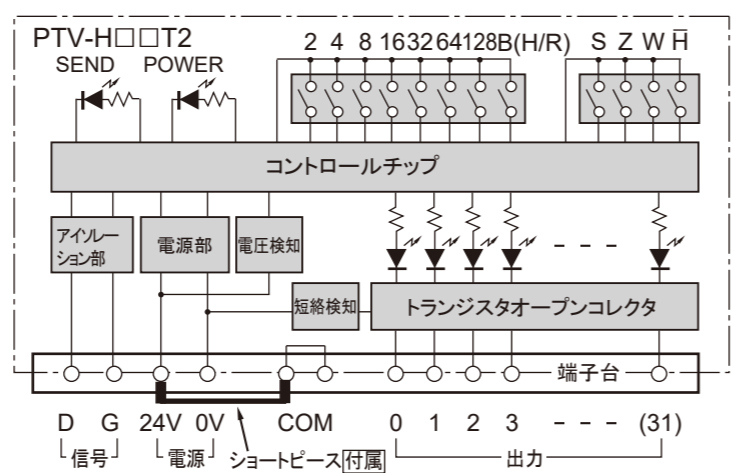 PTV-H□□T2
2 4 8 16 32 64 128 B(H/R) S Z W H̅
SEND POWER
コントロールチップ
アイソレーション部
電源部
電圧検知
短絡検知
トランジスタオープンコレクタ
端子台
D G 24V 0V COM 0 1 2 3 --- (31)
信号 電源 ショートピース付属 出力